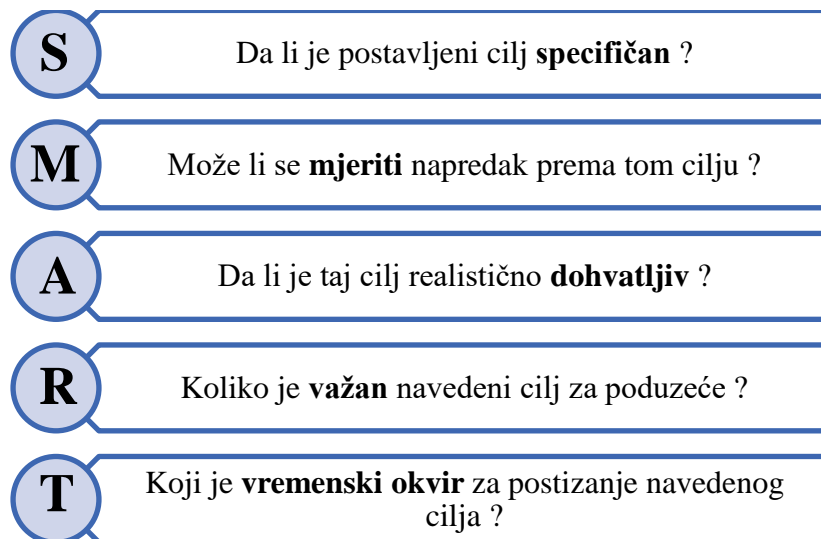 S
Da li je postavljeni cilj specifičan ?
M
Može li se mjeriti napredak prema tom cilju ?
A
Da li je taj cilj realistično dohvatljiv ?
R
Koliko je važan navedeni cilj za poduzeće ?
T
Koji je vremenski okvir za postizanje navedenog
cilja ?